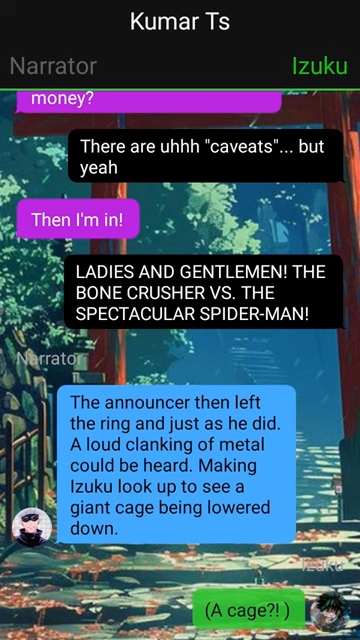 Kumar Ts
Narrator
Izuku
money?
There are uhhh "caveats"... but
yeah
Then I'm in!
LADIES AND GENTLEMEN! THE
BONE CRUSHER VS. THE
SPECTACULAR SPIDER-MAN!
Narrator
The announcer then left
the ring and just as he did.
A loud clanking of metal
could be heard. Making
Izuku look up to see a
giant cage being lowered
down.
Izuku
(A cage?! )